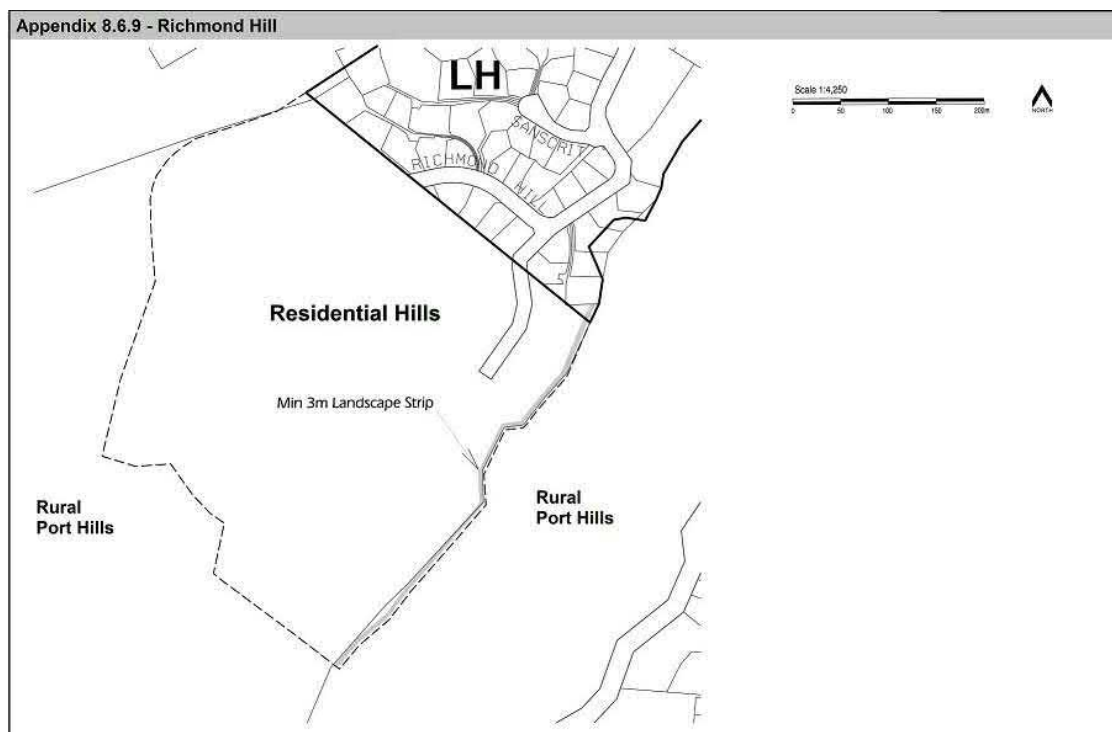 Appendix 8.6.9 - Richmond Hill
LH
Scale 1:4,250
0 50 100 150 200m
NORTH
SANSCRIT
RICHMOND
HILL
Residential Hills
Min 3m Landscape Strip
Rural
Port Hills
Rural
Port Hills